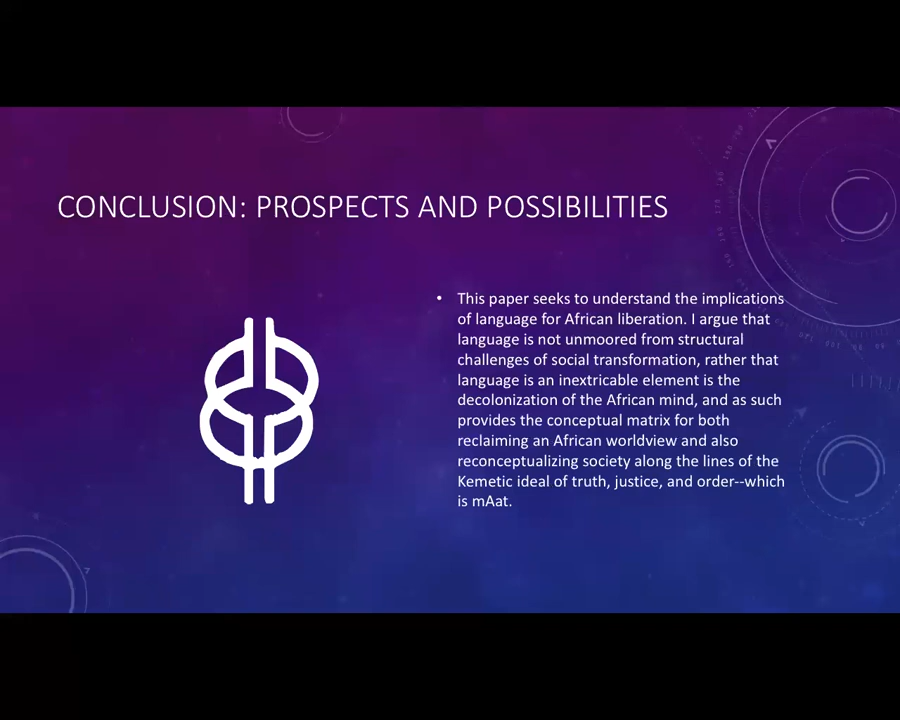 CONCLUSION: PROSPECTS AND POSSIBILITIES
• This paper seeks to understand the implications
of language for African liberation. I argue that
language is not unmoored from structural
challenges of social transformation, rather that
language is an inextricable element is the
decolonization of the African mind, and as such
provides the conceptual matrix for both
reclaiming an African worldview and also
reconceptualizing society along the lines of the
Kemetic ideal of truth, justice, and order--which
is mAat.